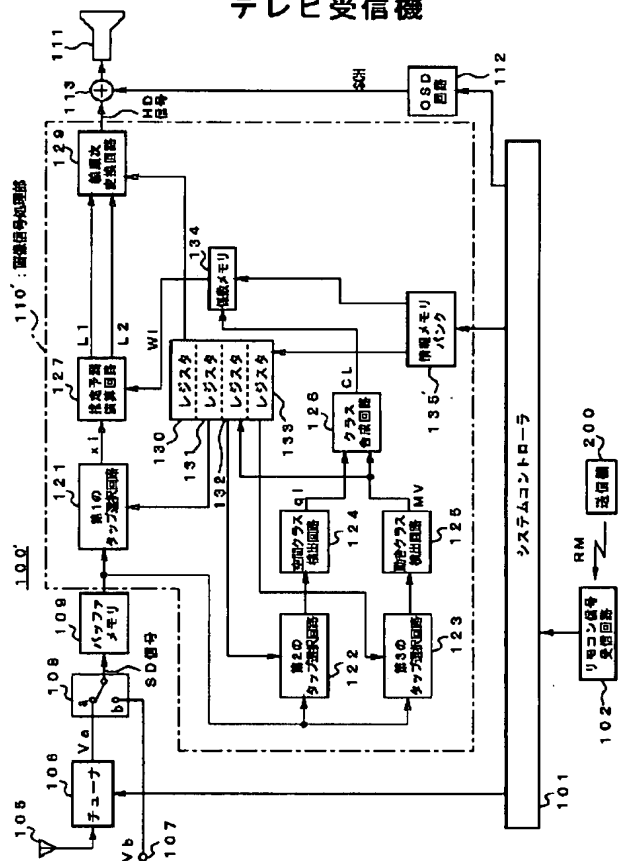 テレビ受信機
100'
110':画像信号処理部
105
チューナ
106
Va
Vb
107
a
b
108
SD信号
バッファ
メモリ
109
第1の
タップ選択回路
121
xi
推定予測
演算回路
127
L1
L2
線順次
変換回路
129
HD
信号
113
111
SCH
OSD
回路
112
Wi
レジスタ
レジスタ
レジスタ
レジスタ
130
131
132
133
係数メモリ
134
第2の
タップ選択回路
122
空間クラス
検出回路
124
qi
第3の
タップ選択回路
123
動きクラス
検出回路
125
MV
クラス
合成回路
126
CL
情報メモリ
バンク
135'
システムコントローラ
101
リモコン信号
受信回路
102
RM
送信機
200